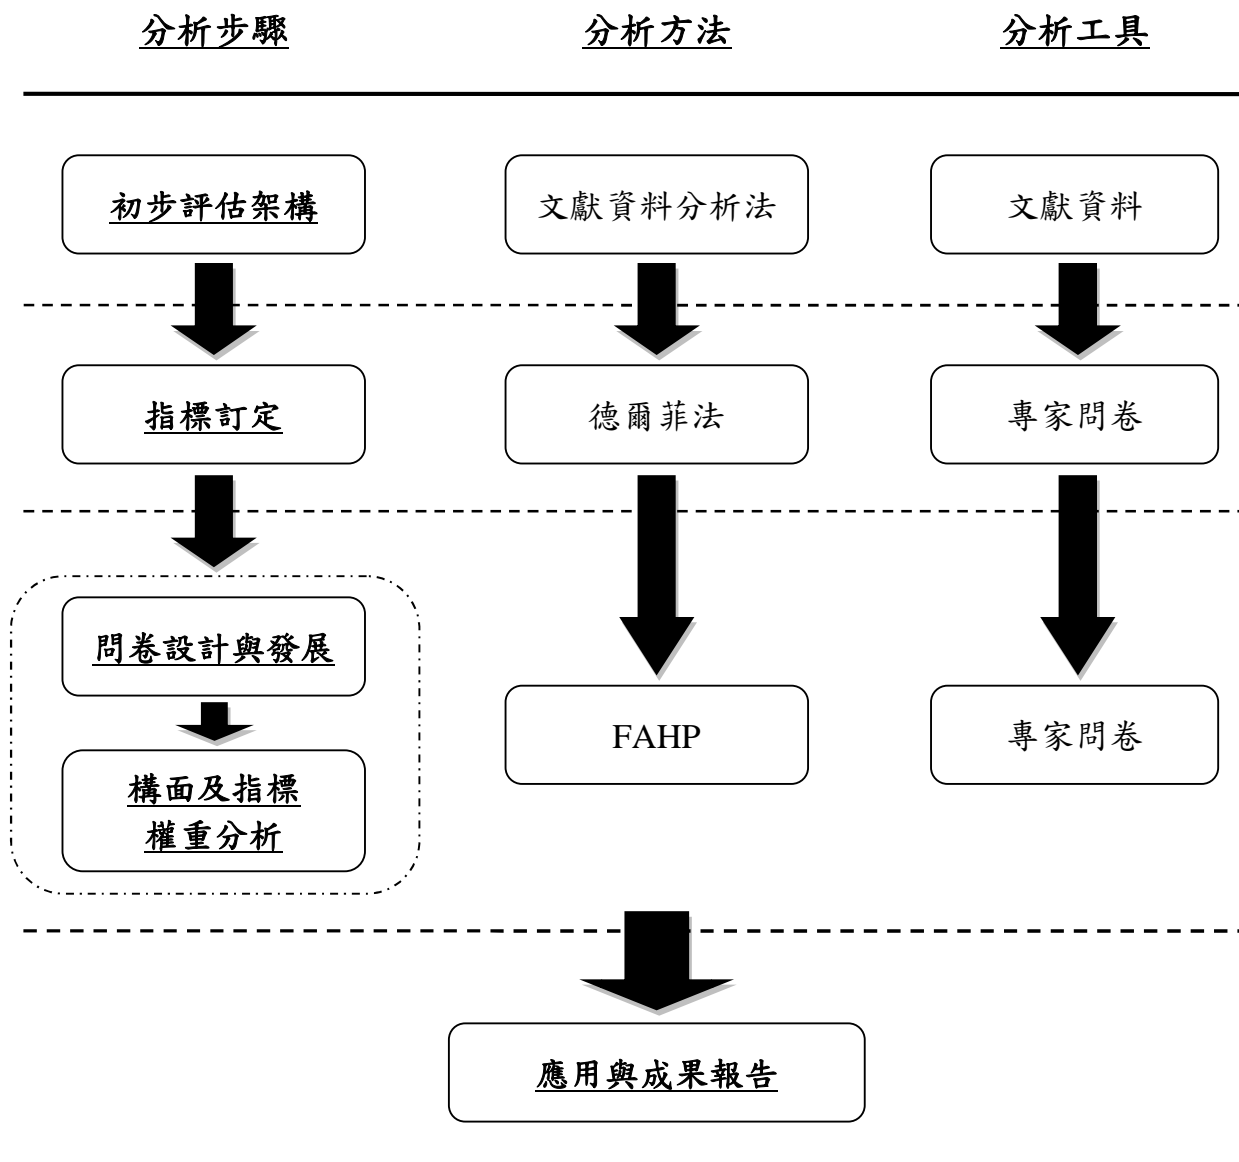 分析步驟
分析方法
分析工具
初步評估架構
文獻資料分析法
文獻資料
指標訂定
德爾菲法
專家問卷
問卷設計與發展
FAHP
專家問卷
構面及指標
權重分析
應用與成果報告